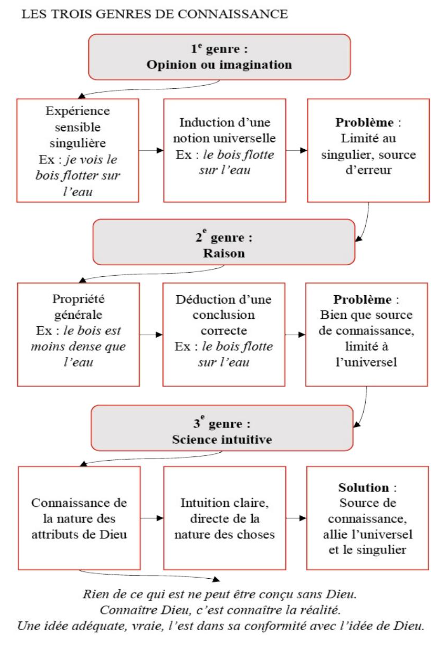 LES TROIS GENRES DE CONNAISSANCE
1e genre :
Opinion ou imagination
Expérience
sensible
singulière
Ex : je vois le
bois flotter sur
l'eau
Induction d'une
notion universelle
Ex : le bois flotte
sur l'eau
Problème :
Limité au
singulier, source
d'erreur
2e genre :
Raison
Propriété
générale
Ex : le bois est
moins dense que
l'eau
Déduction d'une
conclusion
correcte
Ex : le bois flotte
sur l'eau
Problème :
Bien que source
de connaissance,
limité à
l'universel
3e genre :
Science intuitive
Connaissance de
la nature des
attributs de Dieu
Intuition claire,
directe de la
nature des choses
Solution :
Source de
connaissance,
allie l'universel
et le singulier
Rien de ce qui est ne peut être conçu sans Dieu.
Connaître Dieu, c'est connaître la réalité.
Une idée adéquate, vraie, l'est dans sa conformité avec l'idée de Dieu.